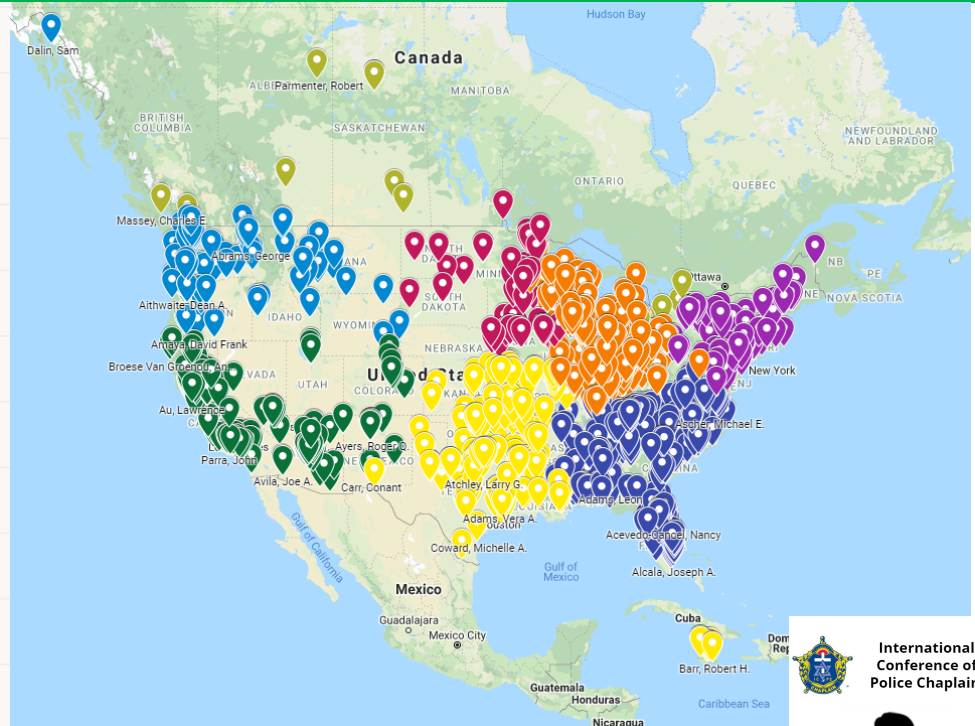 Hudson Bay
Dalin, Sam
Canada
Parmenter, Robert
MANITOBA
BRITISH
COLUMBIA
SASKATCHEWAN
NEWFOUNDLAND
AND LABRADOR
ONTARIO
QUEBEC
Massey, Charles E.
Abrams, George
Ottawa
NB
PE
NOVA SCOTIA
Aithwaite, Dean A.
IDAHO
SOUTH
DAKOTA
WYOMING
Amaya, David Frank
NEBRASKA
Broese Van Groenou, An...
UTAH
New York
Au, Lawrence
Ascher, Michael E.
Ayers, Roger D.
Parra, John
Avila, Joe A.
Carr, Conant
Atchley, Larry G.
Adams, Leon
Adams, Vera A.
Houston
Acevedo-Cancel, Nancy
Coward, Michelle A.
Gulf of
California
Gulf of
Mexico
Alcala, Joseph A.
Mexico
Guadalajara
Mexico City
Cuba
Barr, Robert H.
Guatemala
Honduras
Nicaragua
Caribbean Sea
International
Conference of
Police Chaplain